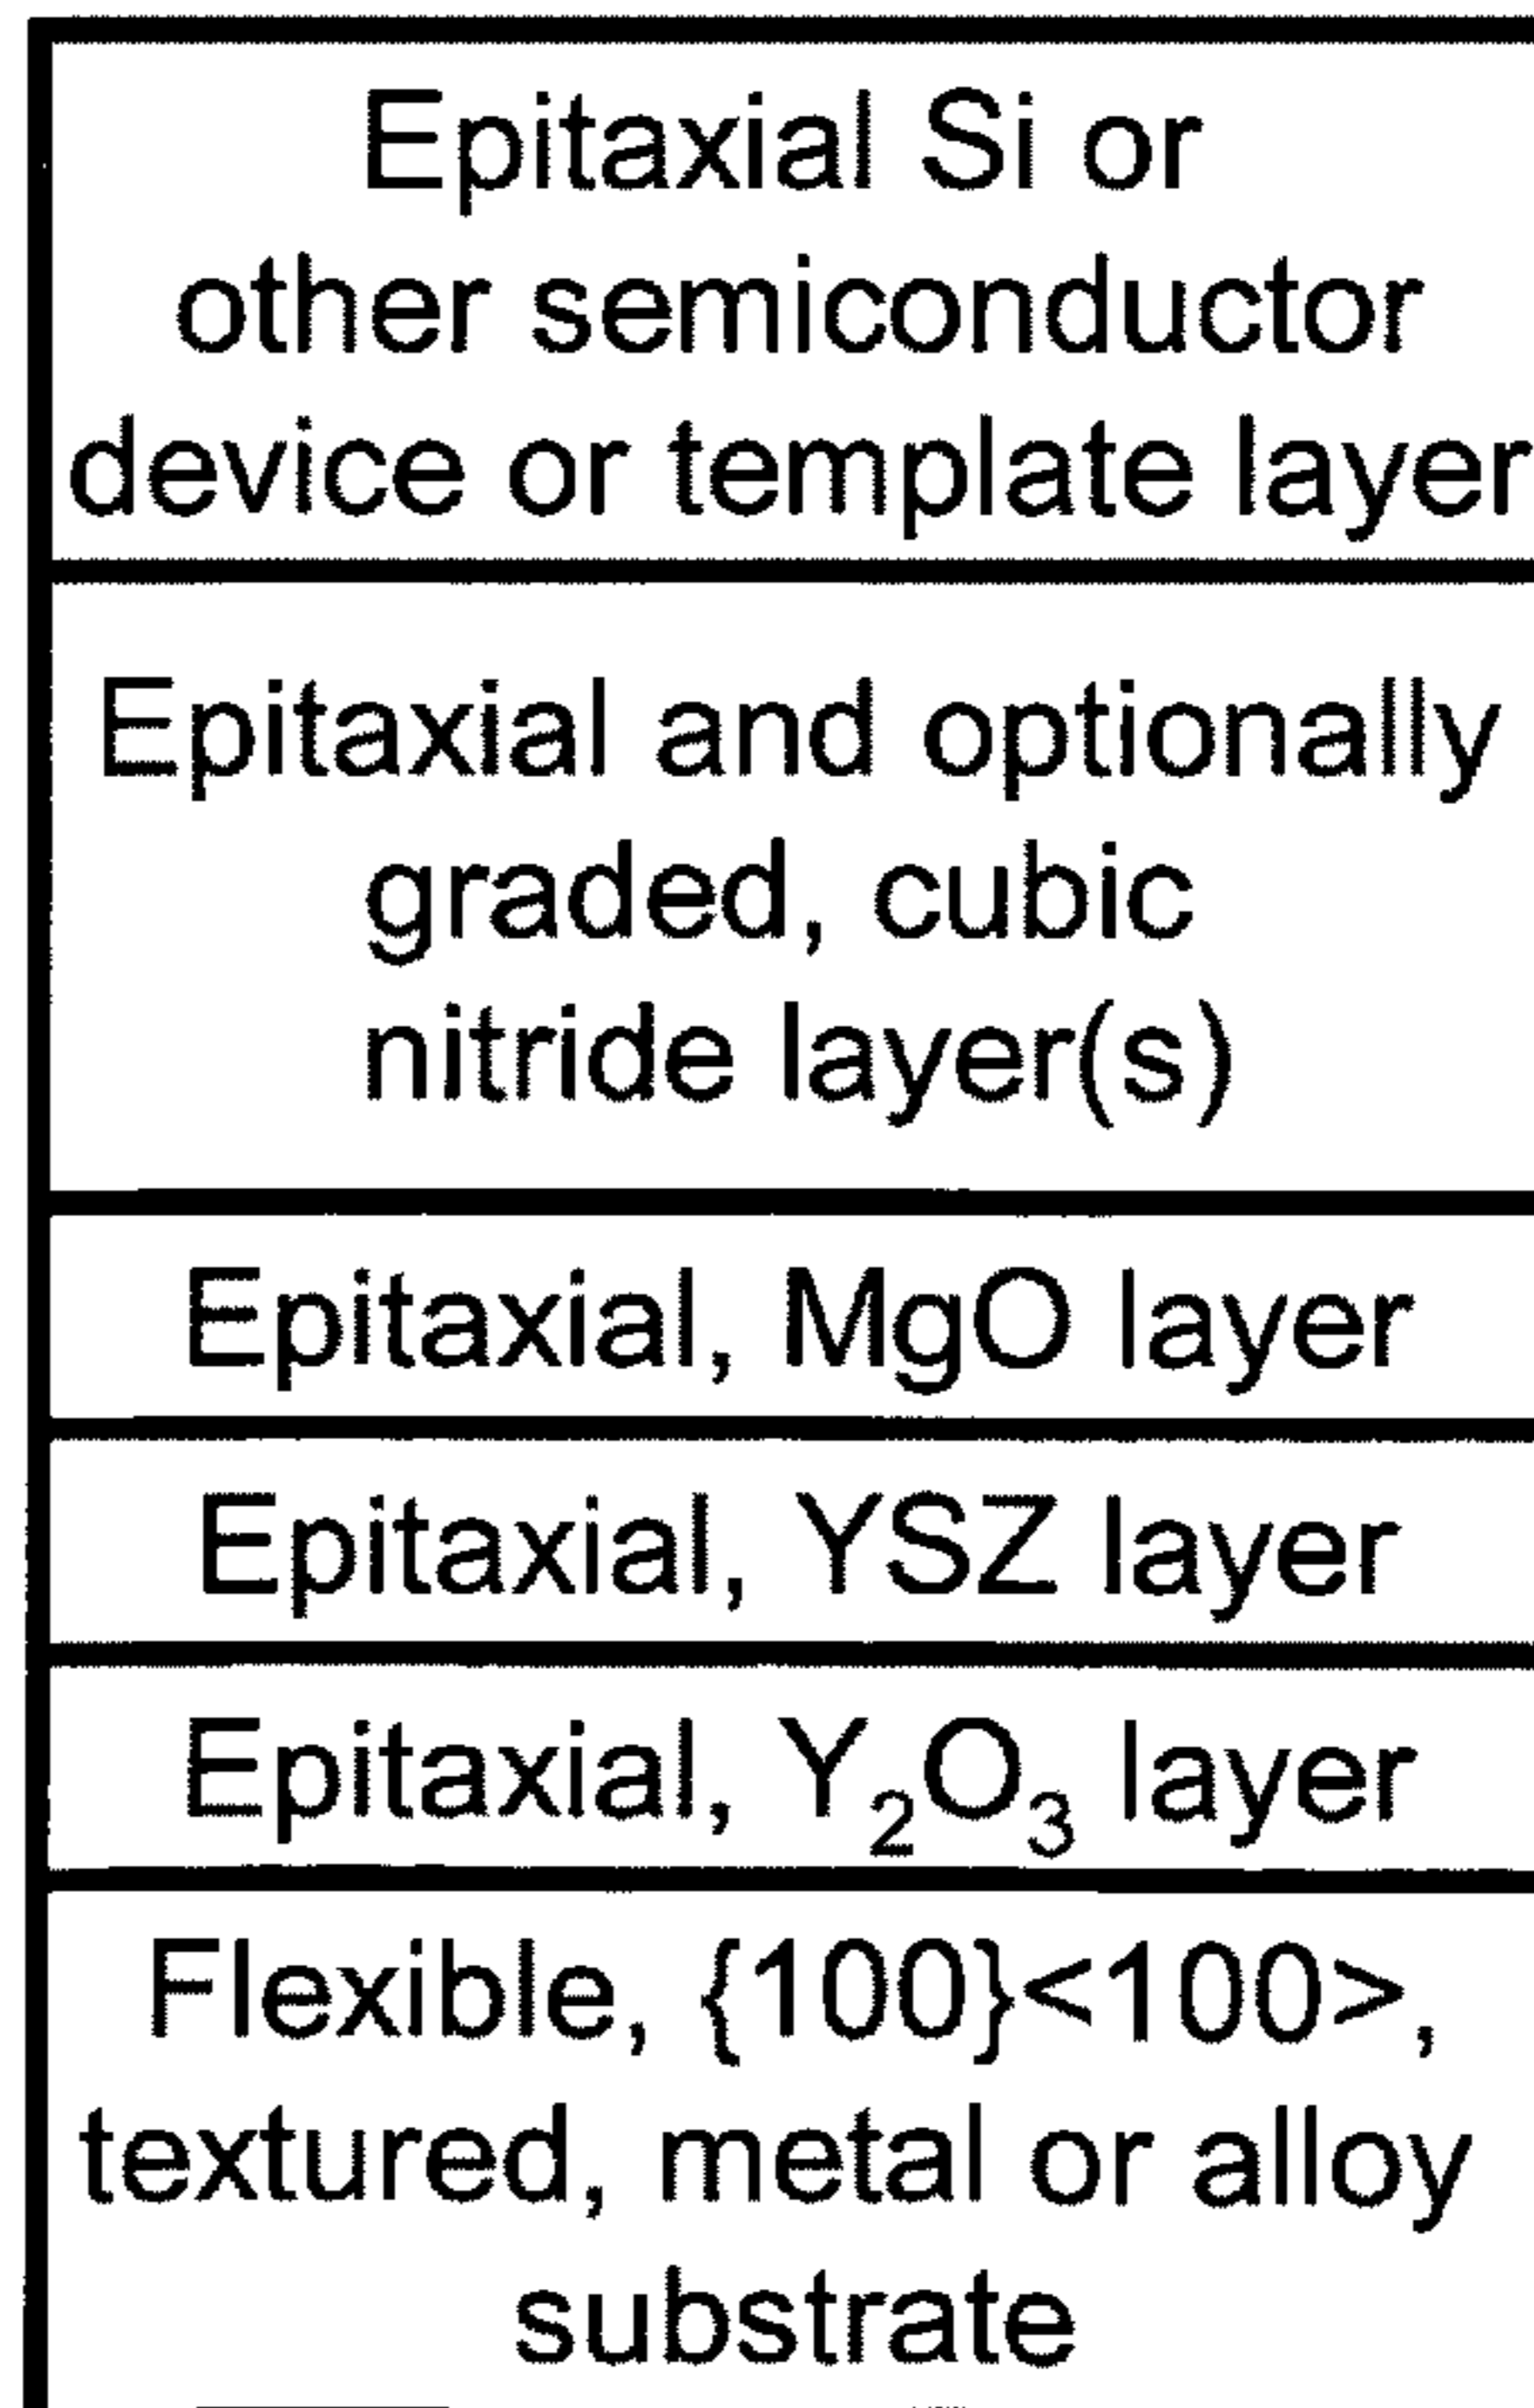 Epitaxial Si or
other semiconductor
device or template layer
Epitaxial and optionally
graded, cubic
nitride layer(s)
Epitaxial, MgO layer
Epitaxial, YSZ layer
Epitaxial, Y₂O₃ layer
Flexible, {100}<100>,
textured, metal or alloy
substrate